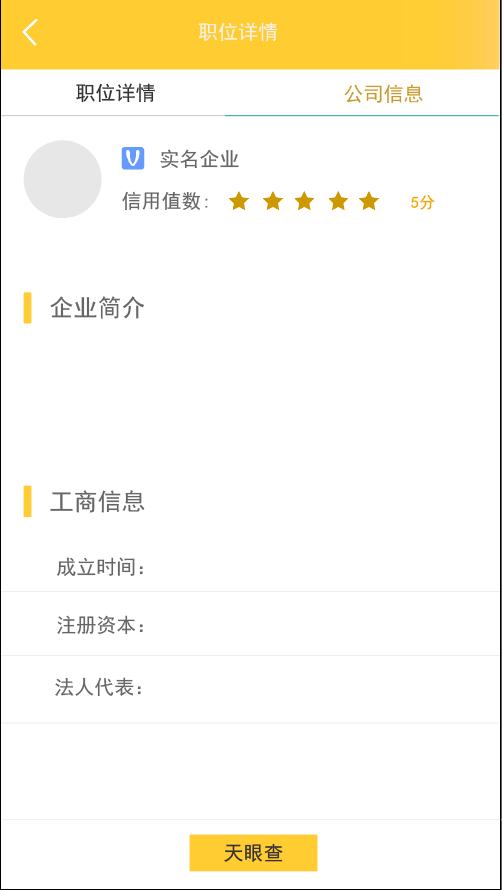 职位详情
职位详情 公司信息
实名企业
信用值数： 5分
企业简介
工商信息
成立时间：
注册资本：
法人代表：
天眼查